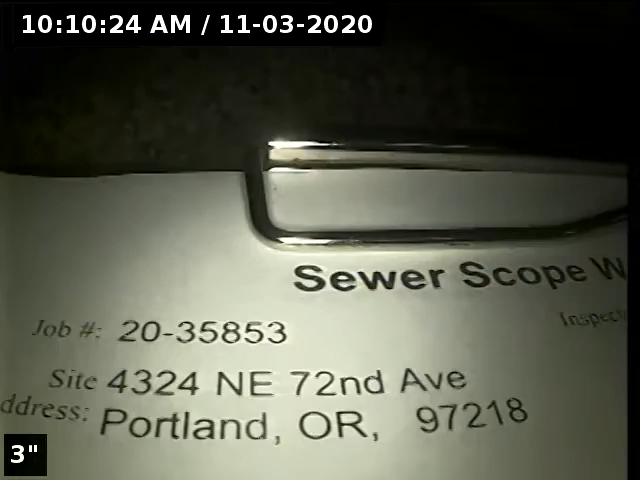 10:10:24 AM / 11-03-2020
Sewer Scope
Job #: 20-35853
Site 4324 NE 72nd Ave
ddress: Portland, OR, 97218
3"